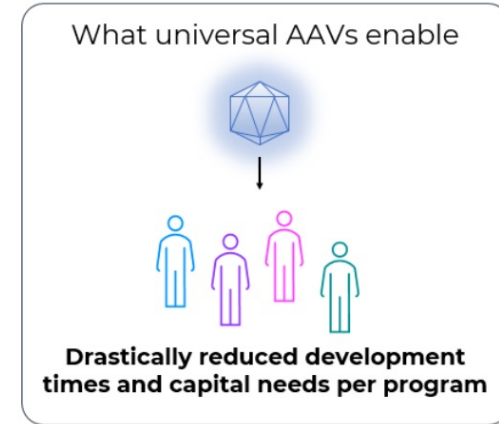 What universal AAVs enable
Drastically reduced development
times and capital needs per program